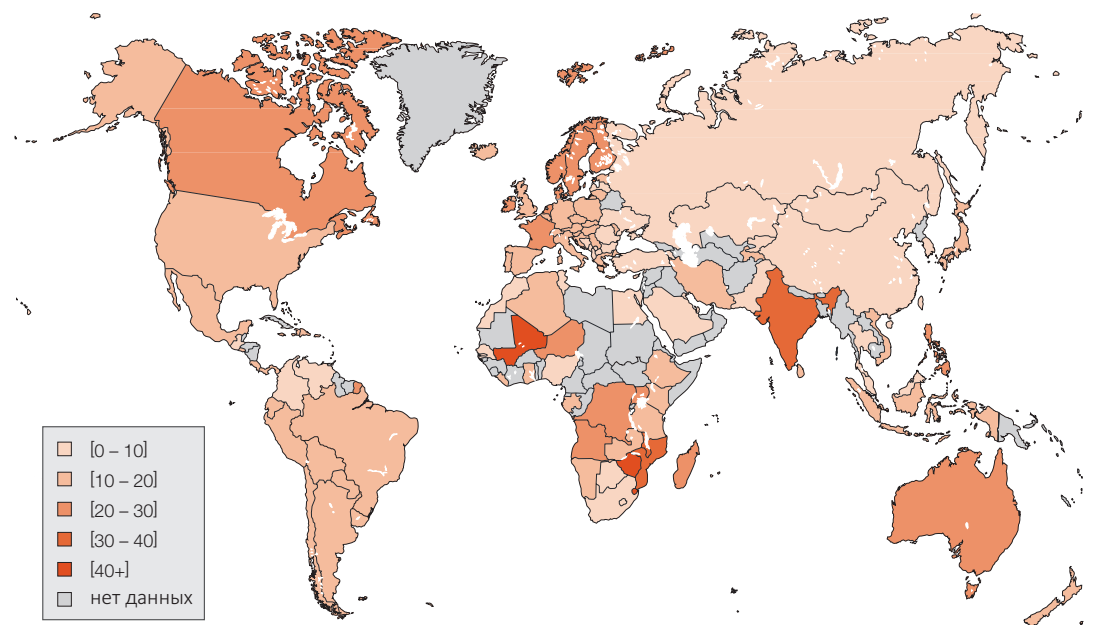 [0 – 10]
[10 – 20]
[20 – 30]
[30 – 40]
[40+]
нет данных